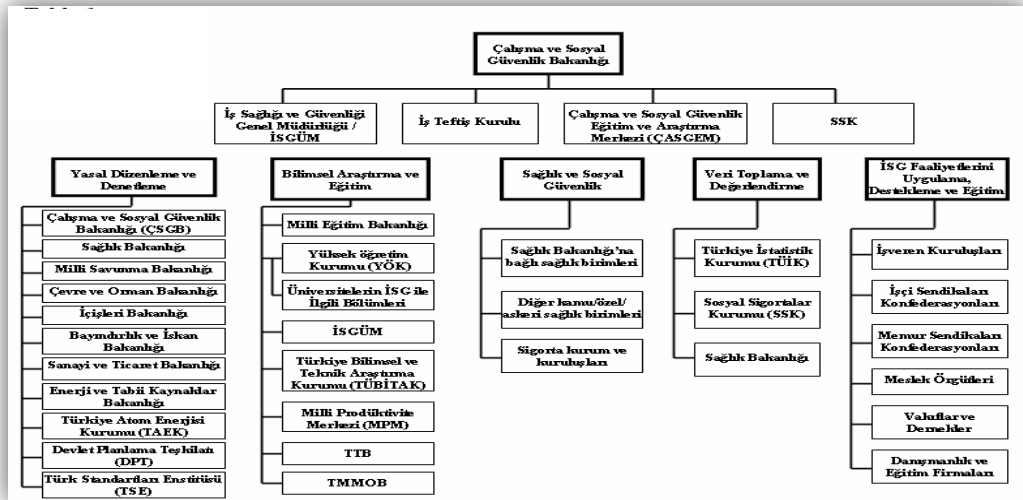 Çalışma ve Sosyal
Güvenlik Bakanlığı
İş Sağlığı ve Güvenliği
Genel Müdürlüğü /
İSGÜM
İş Teftiş Kurulu
Çalışma ve Sosyal Güvenlik
Eğitim ve Araştırma
Merkezi (ÇASGEM)
SSK
Yasal Düzenleme ve
Denetleme
Çalışma ve Sosyal Güvenlik
Bakanlığı (ÇSGB)
Sağlık Bakanlığı
Milli Savunma Bakanlığı
Çevre ve Orman Bakanlığı
İçişleri Bakanlığı
Bayındırlık ve İskan
Bakanlığı
Sanayi ve Ticaret Bakanlığı
Enerji ve Tabii Kaynaklar
Bakanlığı
Türkiye Atom Enerjisi
Kurumu (TAEK)
Devlet Planlama Teşkilatı
(DPT)
Türk Standartları Enstitüsü
(TSE)
Bilimsel Araştırma ve
Eğitim
Milli Eğitim Bakanlığı
Yüksek öğretim
Kurumu (YÖK)
Üniversitelerin İSG ile
İlgili Bölümleri
İSGÜM
Türkiye Bilimsel ve
Teknik Araştırma
Kurumu (TÜBİTAK)
Milli Prodüktivite
Merkezi (MPM)
TTB
TMMOB
Sağlık ve Sosyal
Güvenlik
Sağlık Bakanlığı’na
bağlı sağlık birimleri
Diğer kamu/özel/
askeri sağlık birimleri
Sigorta kurum ve
kuruluşları
Veri Toplama ve
Değerlendirme
Türkiye İstatistik
Kurumu (TÜİK)
Sosyal Sigortalar
Kurumu (SSK)
Sağlık Bakanlığı
İSG Faaliyetlerini
Uygulama,
Destekleme ve Eğitim
İşveren Kuruluşları
İşçi Sendikaları
Konfederasyonları
Memur Sendikaları
Konfederasyonları
Meslek Örgütleri
Vakıflar ve
Dernekler
Danışmanlık ve
Eğitim Firmaları